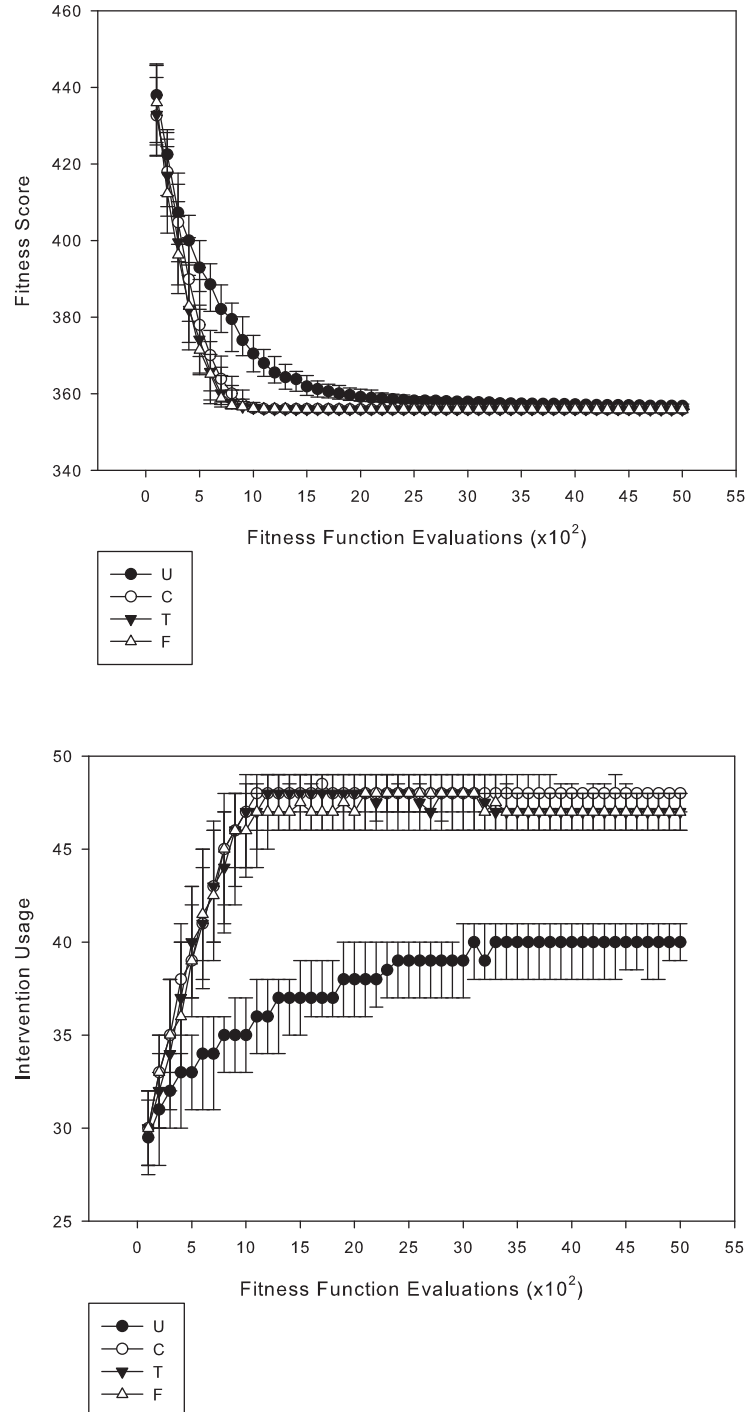 460
440
420
400
380
360
340
Fitness Score
0 5 10 15 20 25 30 35 40 45 50 55
Fitness Function Evaluations (x10²)
U
C
T
F
50
45
40
35
30
25
Intervention Usage
0 5 10 15 20 25 30 35 40 45 50 55
Fitness Function Evaluations (x10²)
U
C
T
F